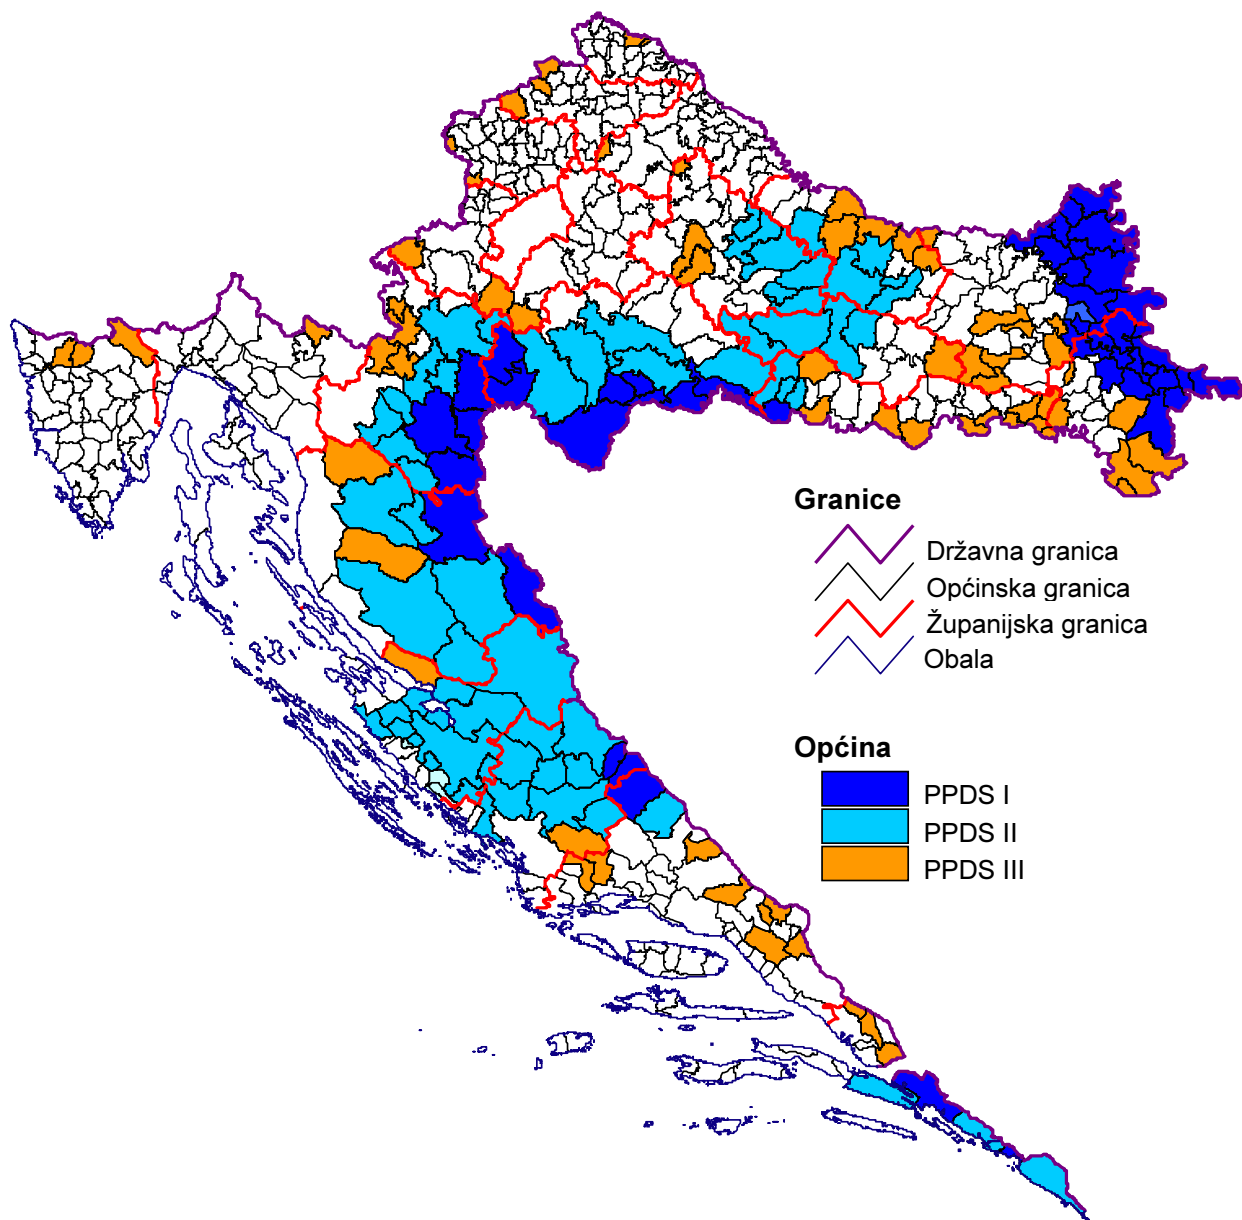 Granice
Državna granica
Općinska granica
Županijska granica
Obala
Općina
PPDS I
PPDS II
PPDS III